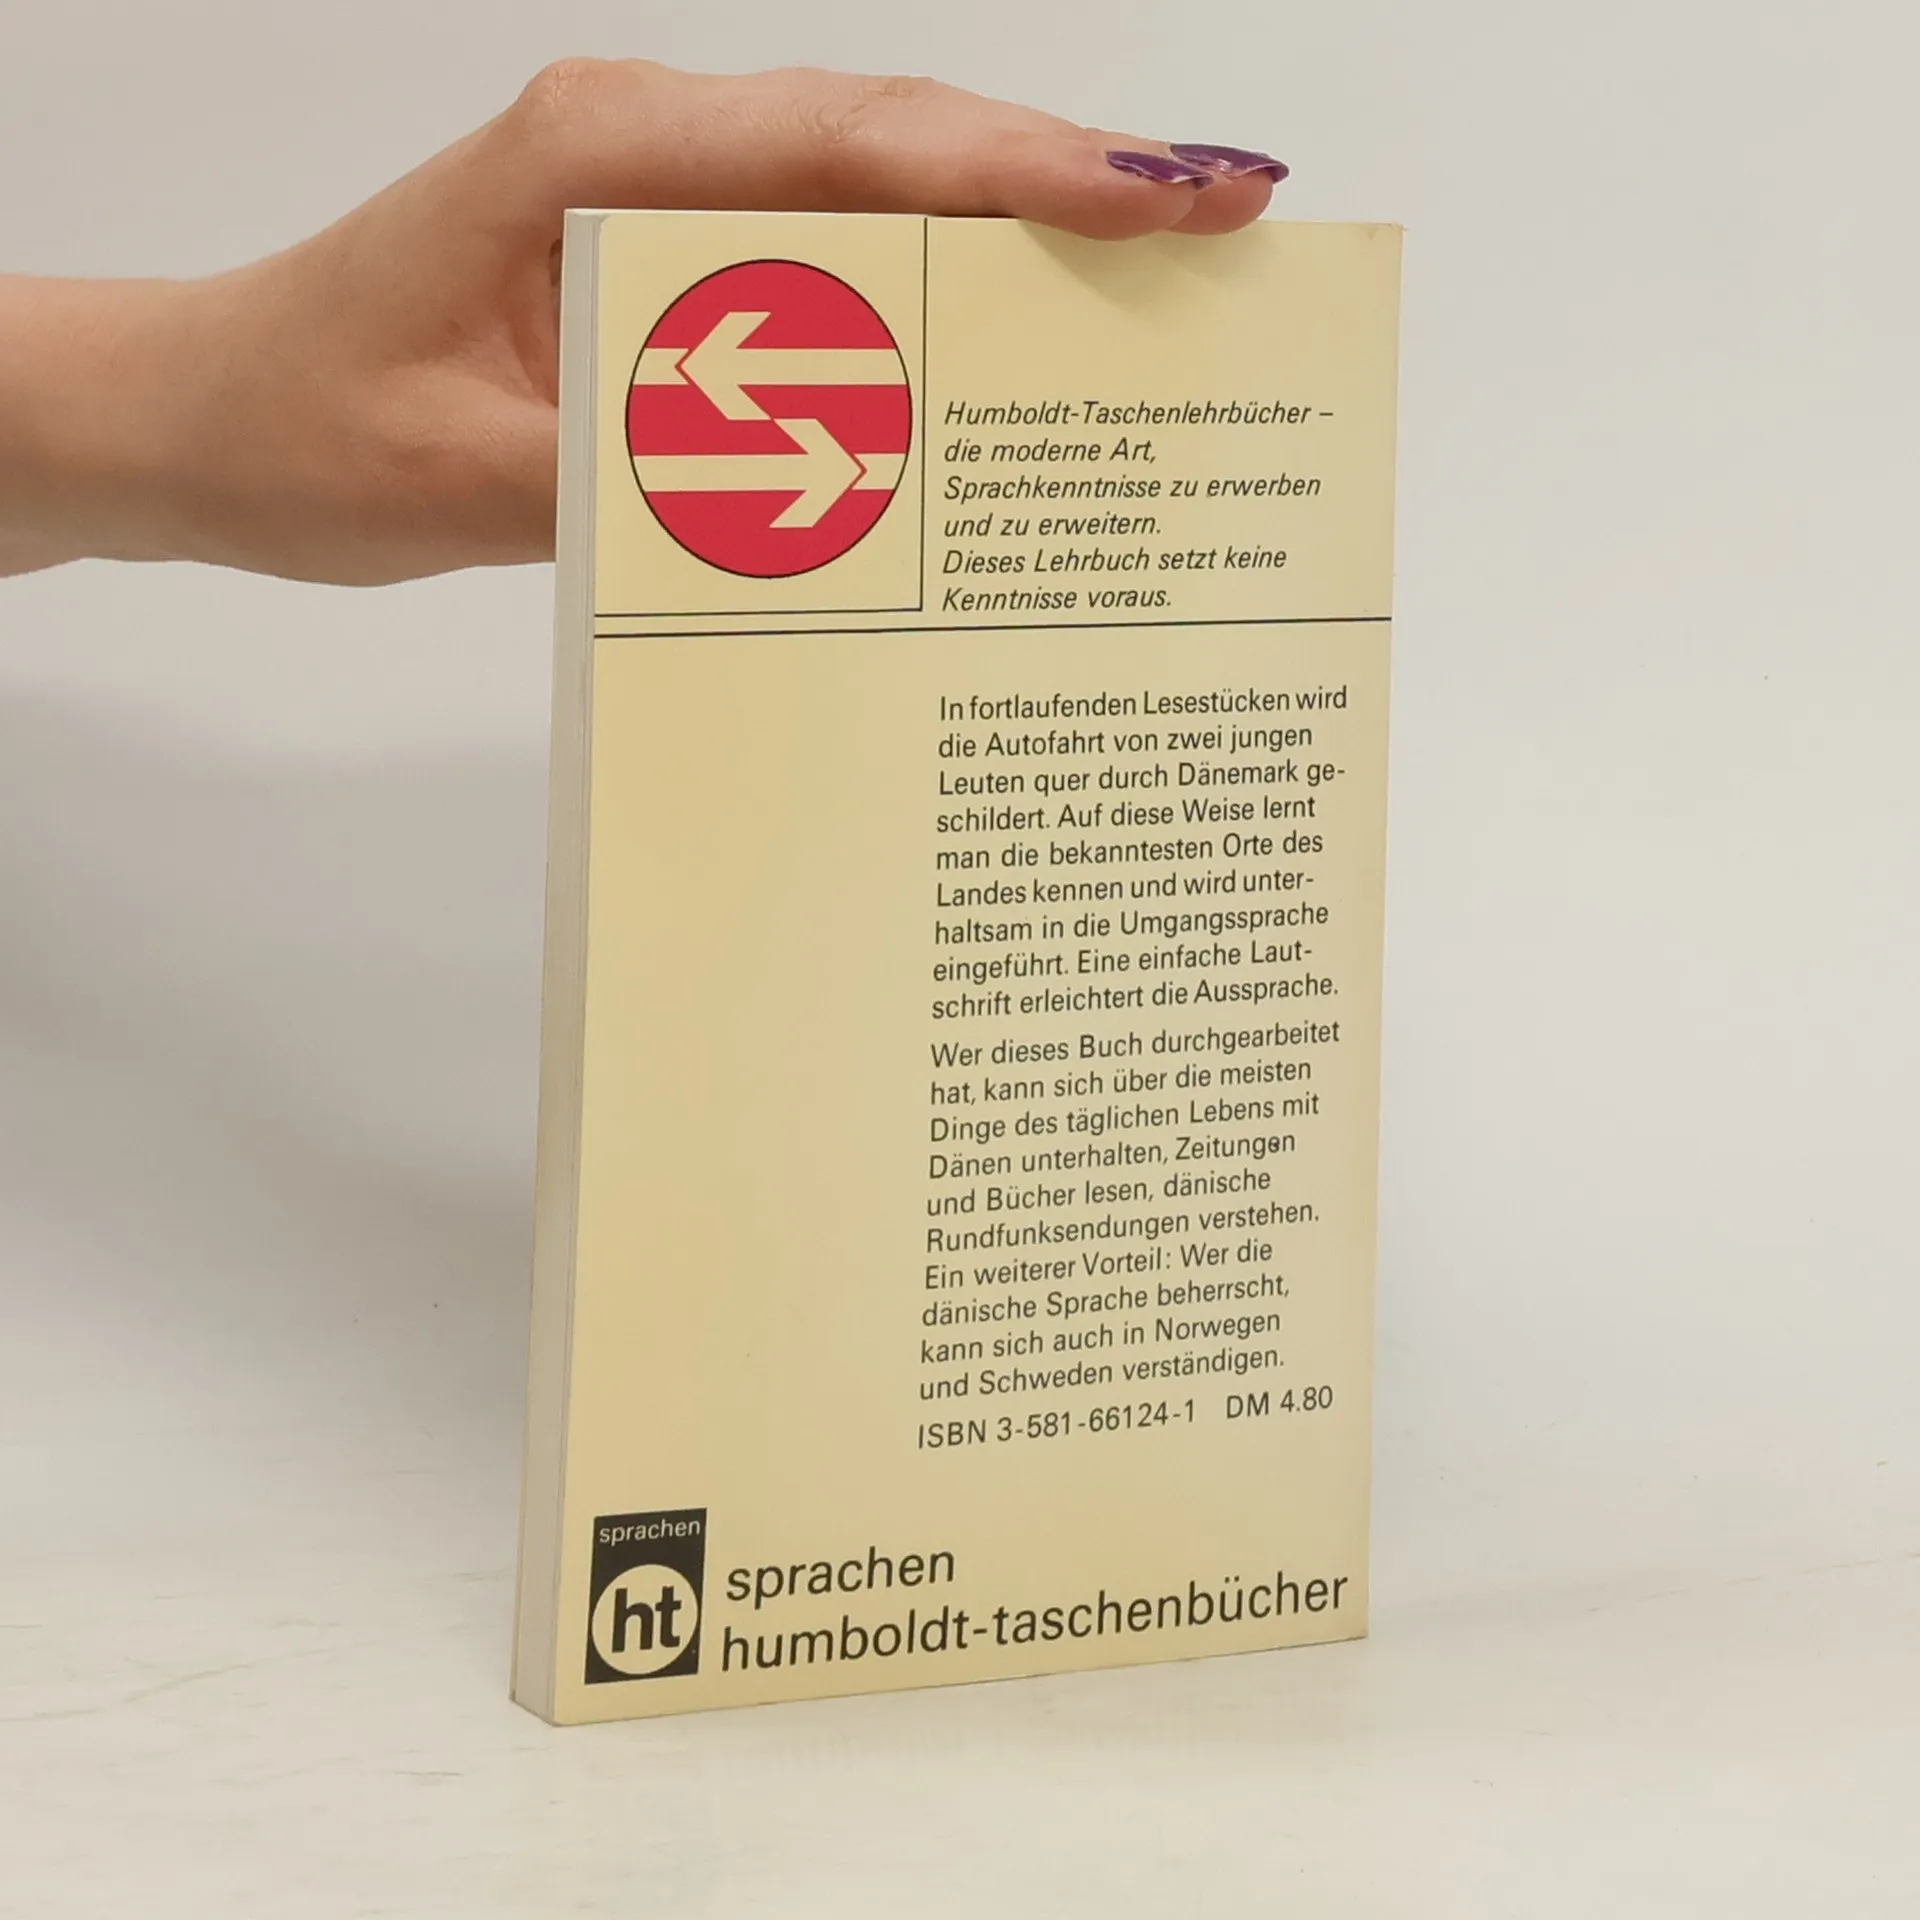 Humboldt-Taschenlehrbücher –
die moderne Art,
Sprachkenntnisse zu erwerben
und zu erweitern.
Dieses Lehrbuch setzt keine
Kenntnisse voraus.
In fortlaufenden Lesestücken wird
die Autofahrt von zwei jungen
Leuten quer durch Dänemark ge-
schildert. Auf diese Weise lernt
man die bekanntesten Orte des
Landes kennen und wird unter-
haltsam in die Umgangssprache
eingeführt. Eine einfache Laut-
schrift erleichtert die Aussprache.
Wer dieses Buch durchgearbeitet
hat, kann sich über die meisten
Dinge des täglichen Lebens mit
Dänen unterhalten, Zeitungen
und Bücher lesen, dänische
Rundfunksendungen verstehen.
Ein weiterer Vorteil: Wer die
dänische Sprache beherrscht,
kann sich auch in Norwegen
und Schweden verständigen.
ISBN 3-581-66124-1 DM 4.80
sprachen
ht
sprachen
humboldt-taschenbücher